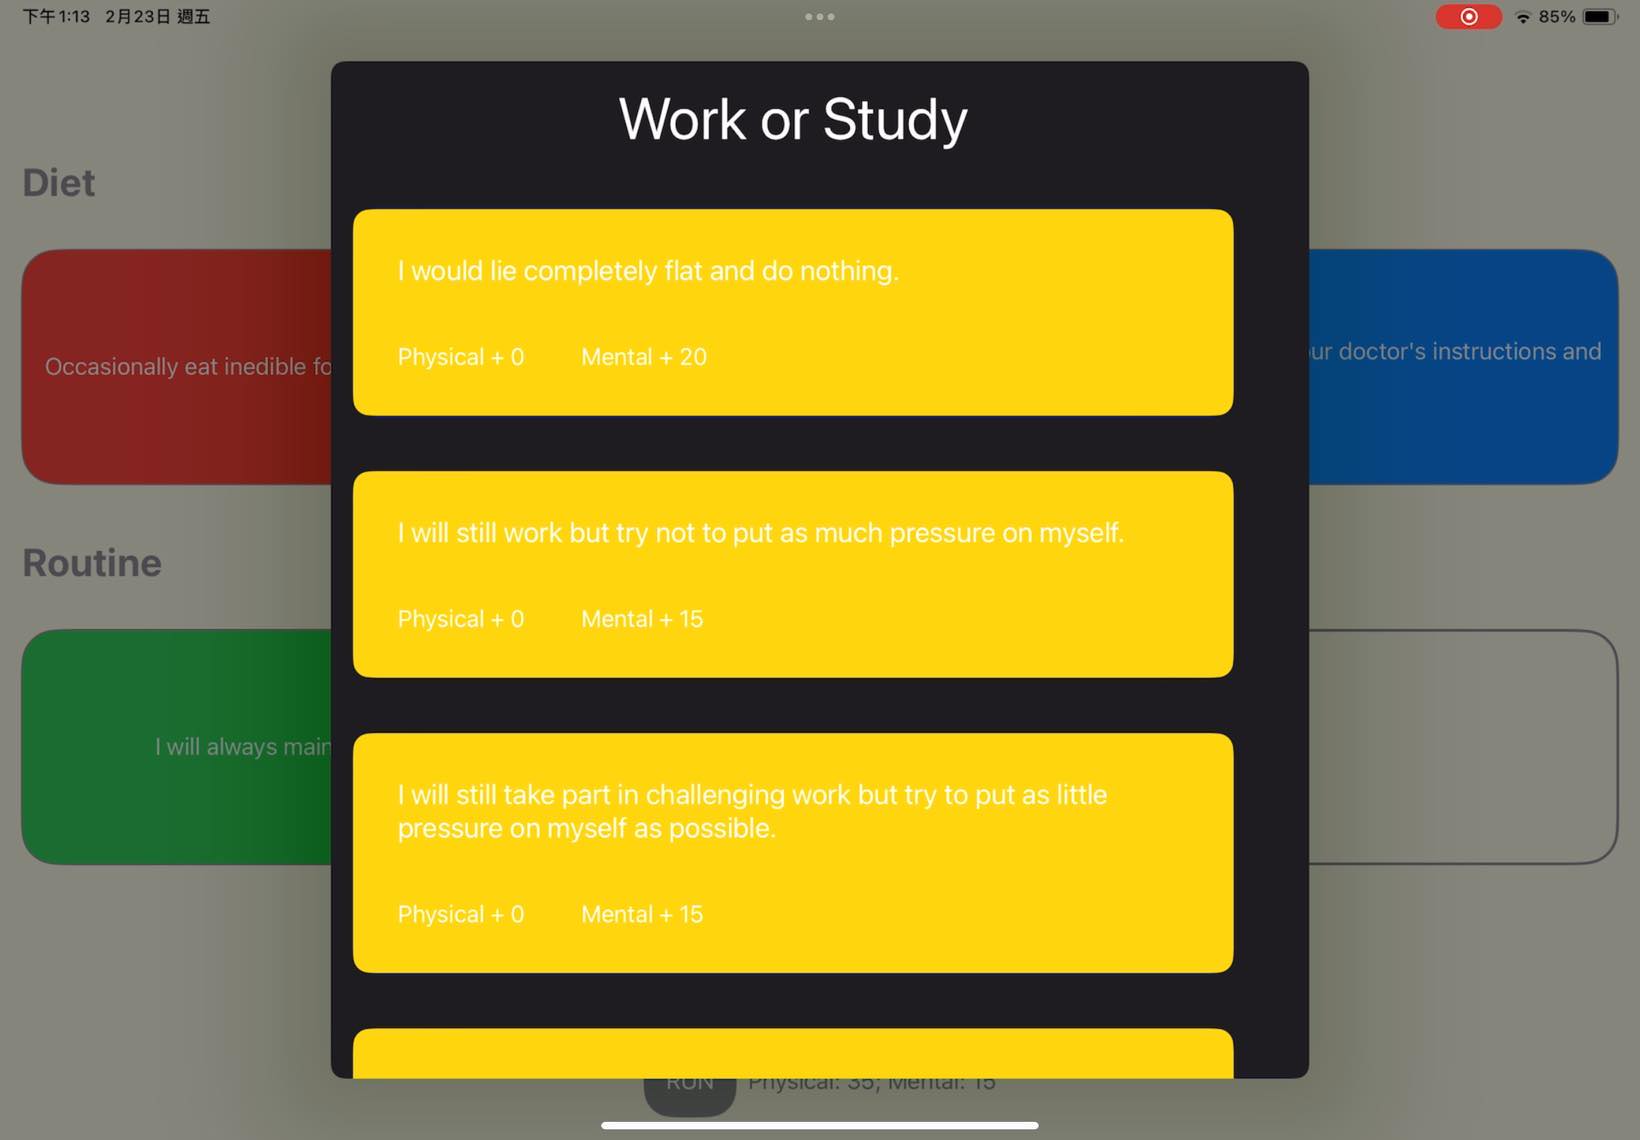 下午1:13 2月23日 週五
85%
Work or Study
Diet
I would lie completely flat and do nothing.
Physical + 0 Mental + 20
Occasionally eat inedible fo
ur doctor's instructions and
I will still work but try not to put as much pressure on myself.
Physical + 0 Mental + 15
Routine
I will always main
I will still take part in challenging work but try to put as little
pressure on myself as possible.
Physical + 0 Mental + 15
RUN Physical: 35; Mental: 15